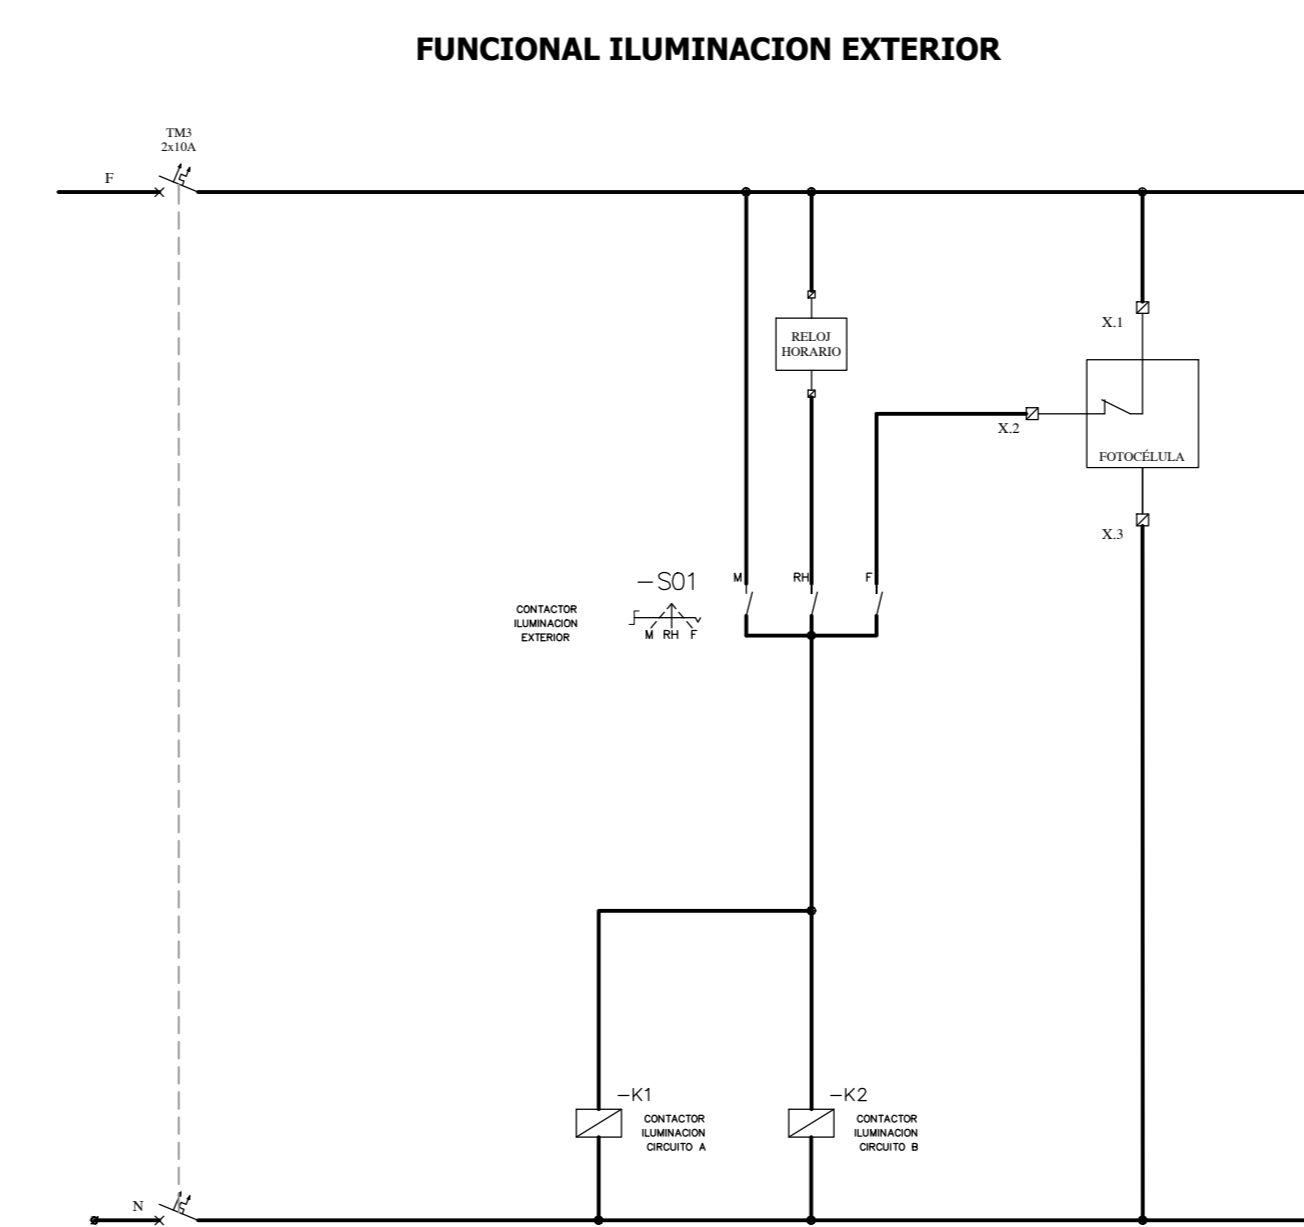 FUNCIONAL ILUMINACION EXTERIOR
TM3
2x10A
F
RELOJ
HORARIO
X.1
X.2
FOTOCÉLULA
X.3
-S01
M
RH
F
CONTACTOR
ILUMINACION
EXTERIOR
M RH F
-K1
CONTACTOR
ILUMINACION
CIRCUITO A
-K2
CONTACTOR
ILUMINACION
CIRCUITO B
N